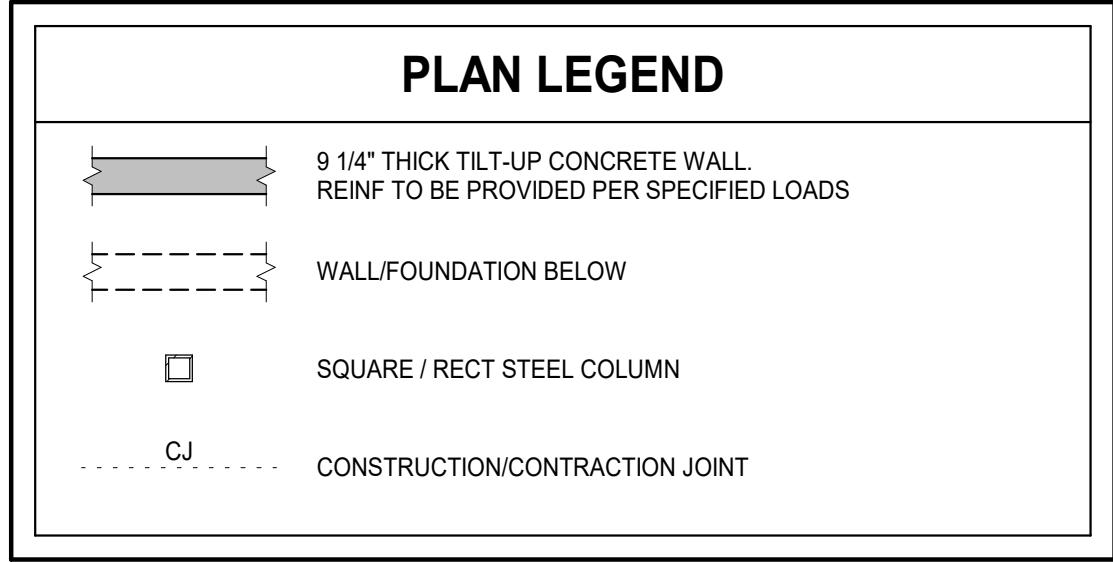 PLAN LEGEND
9 1/4" THICK TILT-UP CONCRETE WALL.
REINF TO BE PROVIDED PER SPECIFIED LOADS
WALL/FOUNDATION BELOW
SQUARE / RECT STEEL COLUMN
CJ
CONSTRUCTION/CONTRACTION JOINT